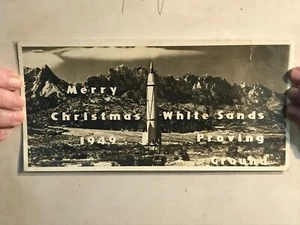 Merry
Christmas White Sands
1949 Proving
Ground